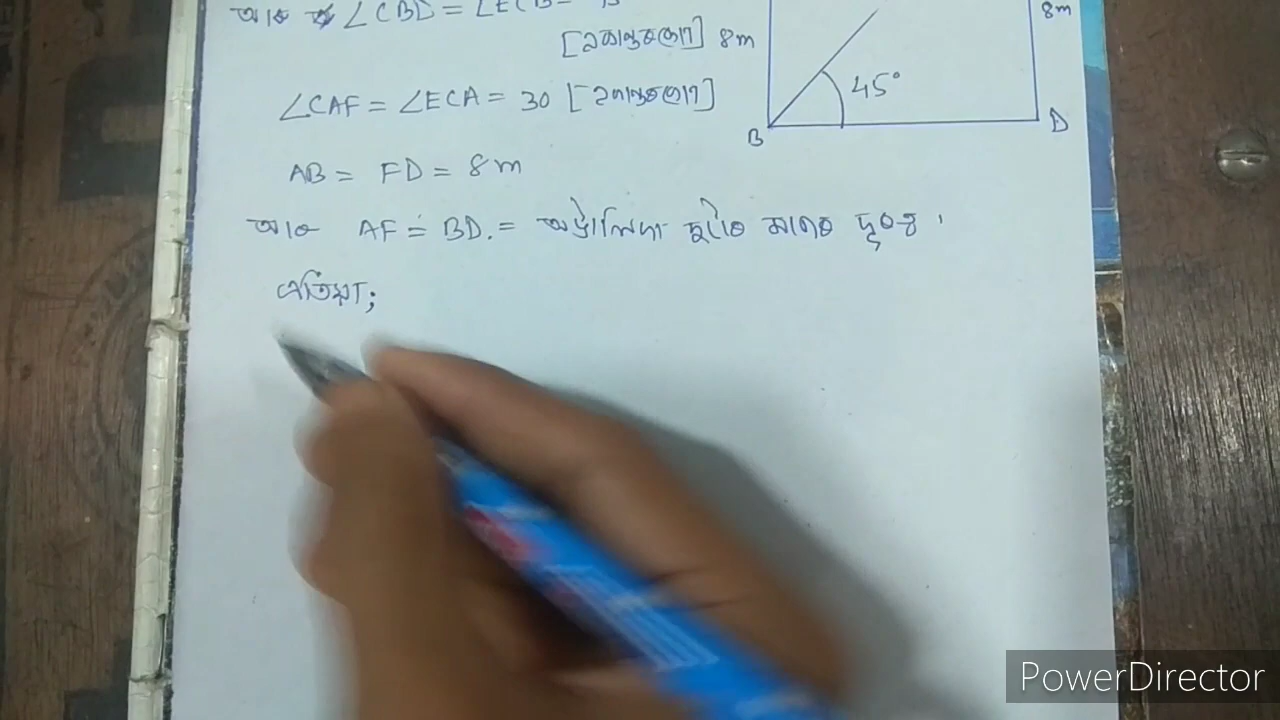 আৰু ∠CBD = ∠ECB =
[একান্তৰকোণ] 8m
8m
∠CAF = ∠ECA = 30 [একান্তৰকোণ]
45°
B
D
AB = FD = 8m
আৰু AF = BD. = অট্টালিকা দুটাৰ মাজৰ দূৰত্ব ।
এতিয়া;
PowerDirector